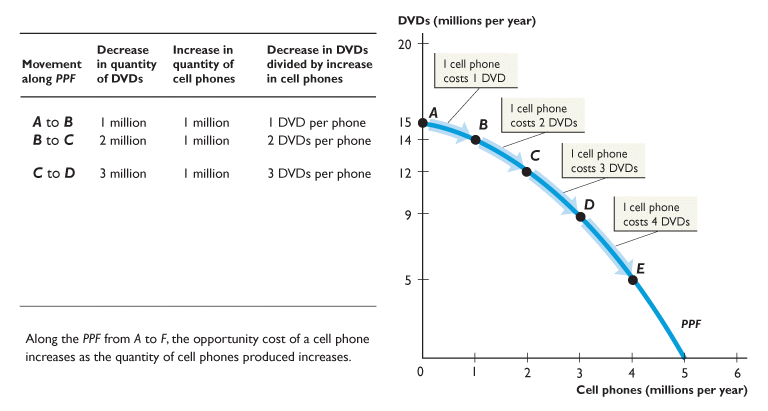 Movement
along PPF
Decrease
in quantity
of DVDs
Increase in
quantity of
cell phones
Decrease in DVDs
divided by increase
in cell phones
A to B 1 million 1 million 1 DVD per phone
B to C 2 million 1 million 2 DVDs per phone
C to D 3 million 1 million 3 DVDs per phone
Along the PPF from A to F, the opportunity cost of a cell phone
increases as the quantity of cell phones produced increases.
DVDs (millions per year)
20
15
14
12
9
5
1 cell phone
costs 1 DVD
1 cell phone
costs 2 DVDs
1 cell phone
costs 3 DVDs
1 cell phone
costs 4 DVDs
A
B
C
D
E
PPF
0 1 2 3 4 5 6
Cell phones (millions per year)